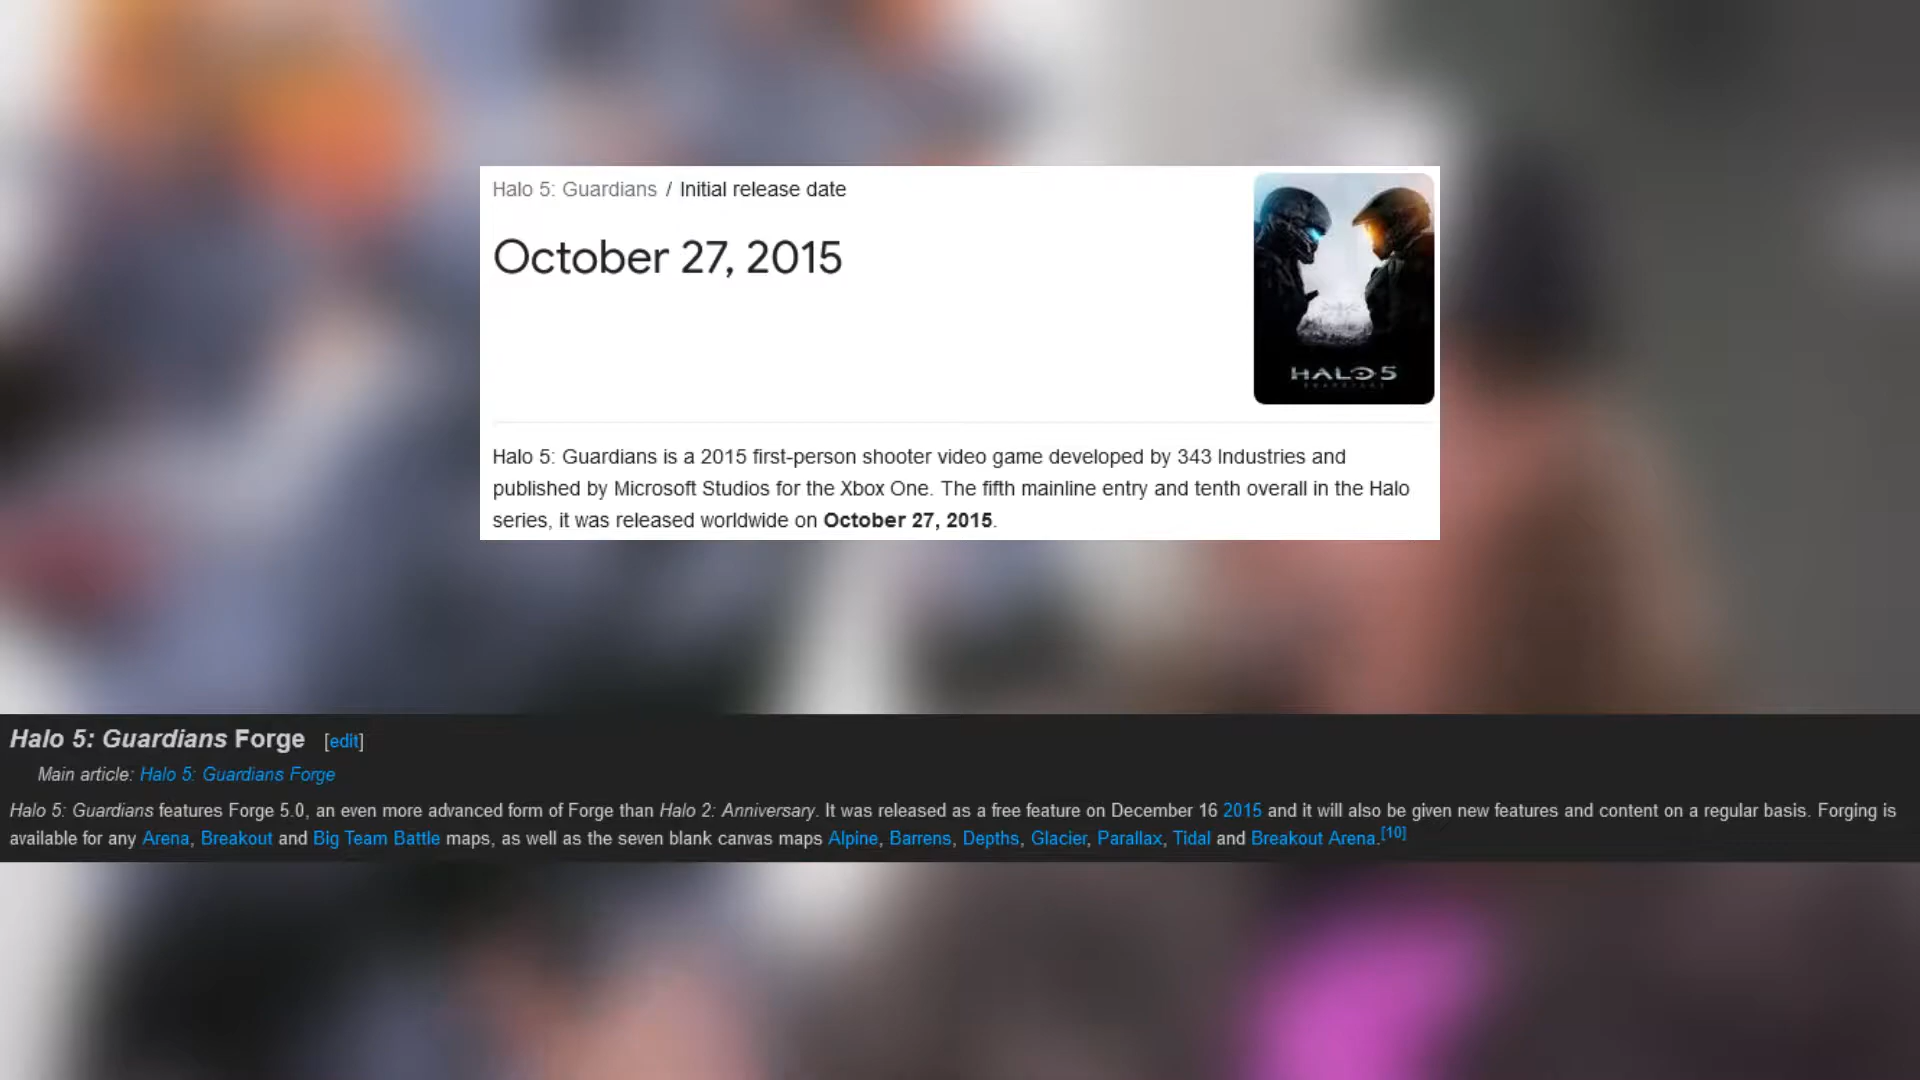 Halo 5: Guardians / Initial release date
October 27, 2015
HALO 5
Halo 5: Guardians is a 2015 first-person shooter video game developed by 343 Industries and
published by Microsoft Studios for the Xbox One. The fifth mainline entry and tenth overall in the Halo
series, it was released worldwide on October 27, 2015.
Halo 5: Guardians Forge [edit]
Main article: Halo 5: Guardians Forge
Halo 5: Guardians features Forge 5.0, an even more advanced form of Forge than Halo 2: Anniversary. It was released as a free feature on December 16 2015 and it will also be given new features and content on a regular basis. Forging is
available for any Arena, Breakout and Big Team Battle maps, as well as the seven blank canvas maps Alpine, Barrens, Depths, Glacier, Parallax, Tidal and Breakout Arena.[10]